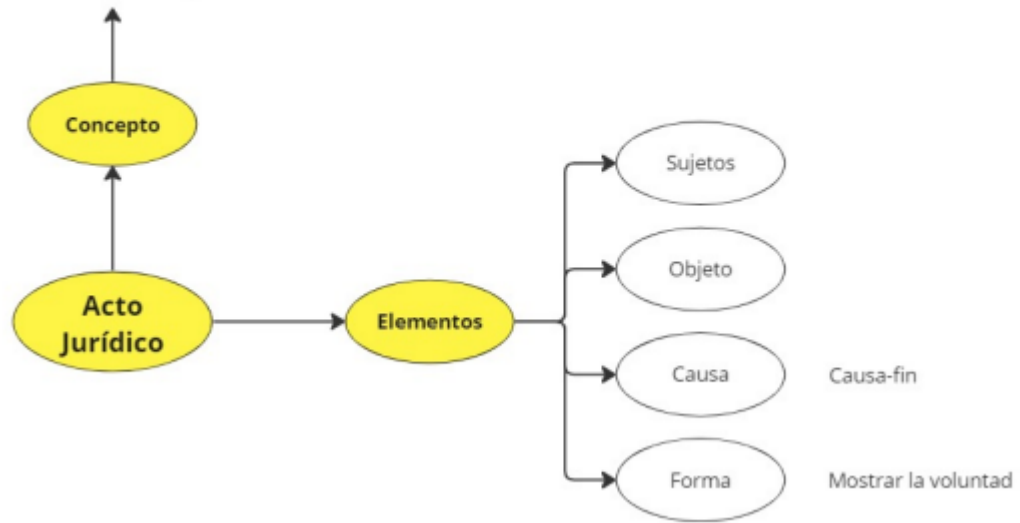 Concepto
Sujetos
Objeto
Acto
Jurídico
Elementos
Causa
Causa-fin
Forma
Mostrar la voluntad